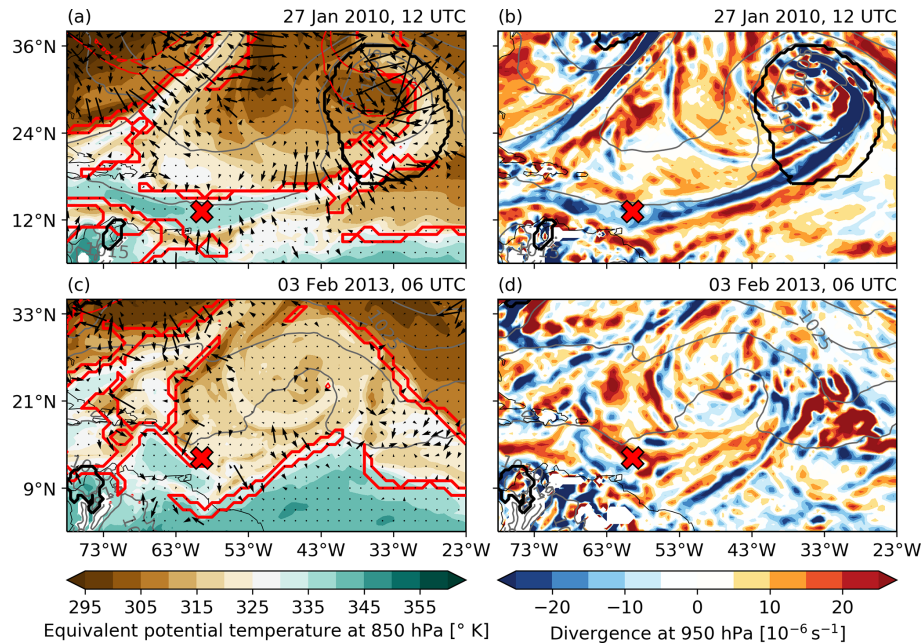 (a) 27 Jan 2010, 12 UTC
(b) 27 Jan 2010, 12 UTC
36°N
24°N
12°N
(c) 03 Feb 2013, 06 UTC
(d) 03 Feb 2013, 06 UTC
33°N
21°N
9°N
1025
73°W 63°W 53°W 43°W 33°W 23°W
73°W 63°W 53°W 43°W 33°W 23°W
295 305 315 325 335 345 355
−20 −10 0 10 20
Equivalent potential temperature at 850 hPa [° K]
Divergence at 950 hPa [10⁻⁶ s⁻¹]